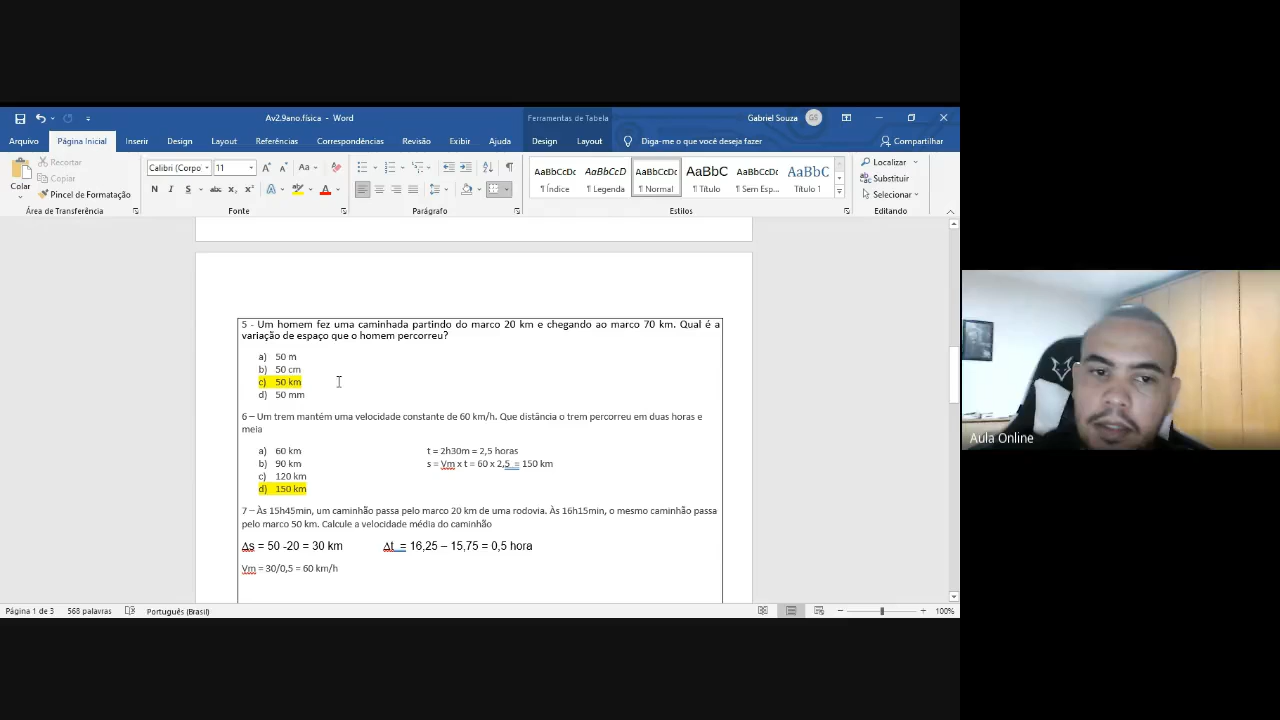 Av2.9ano.física - Word
Ferramentas de Tabela
Gabriel Souza
GS
Arquivo
Página Inicial
Inserir
Design
Layout
Referências
Correspondências
Revisão
Exibir
Ajuda
Design
Layout
Diga-me o que você deseja fazer
Compartilhar
Colar
Recortar
Copiar
Pincel de Formatação
Área de Transferência
Calibri (Corpo)
11
Aa
N I S abc x₂ x² A A
Fonte
Parágrafo
AaBbCcDc AaBbCcD AaBbCcDc AaBbC AaBbCcDc AaBbC
¶ Índice ¶ Legenda ¶ Normal ¶ Título ¶ Sem Esp... Título 1
Estilos
Localizar
Substituir
Selecionar
Editando
5 - Um homem fez uma caminhada partindo do marco 20 km e chegando ao marco 70 km. Qual é a
variação de espaço que o homem percorreu?
a) 50 m
b) 50 cm
c) 50 km
d) 50 mm
6 – Um trem mantém uma velocidade constante de 60 km/h. Que distância o trem percorreu em duas horas e
meia
a) 60 km t = 2h30m = 2,5 horas
b) 90 km s = Vm x t = 60 x 2,5 = 150 km
c) 120 km
d) 150 km
7 – Às 15h45min, um caminhão passa pelo marco 20 km de uma rodovia. Às 16h15min, o mesmo caminhão passa
pelo marco 50 km. Calcule a velocidade média do caminhão
Δs = 50 -20 = 30 km Δt = 16,25 – 15,75 = 0,5 hora
Vm = 30/0,5 = 60 km/h
Página 1 de 3
568 palavras
Português (Brasil)
100%
Aula Online